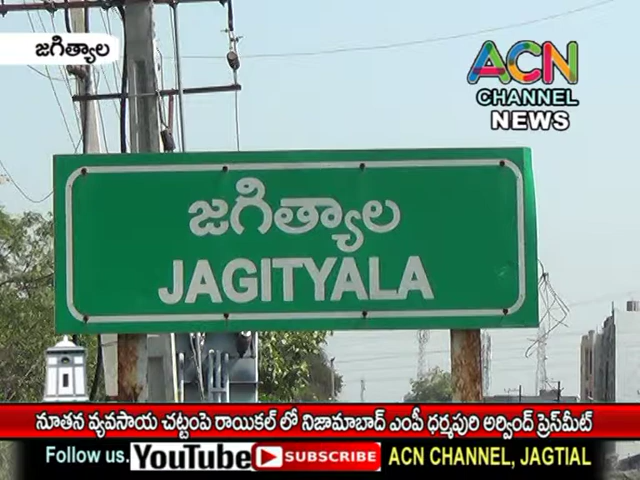 జగిత్యాల
ACN
CHANNEL
NEWS
జగిత్యాల
JAGITYALA
నూతన వ్యవసాయ చట్టంపై రాయికల్ లో నిజామాబాద్ ఎంపీ ధర్మపురి అర్వింద్ ప్రెస్‌మీట్
Follow us. YouTube SUBSCRIBE ACN CHANNEL, JAGTIAL